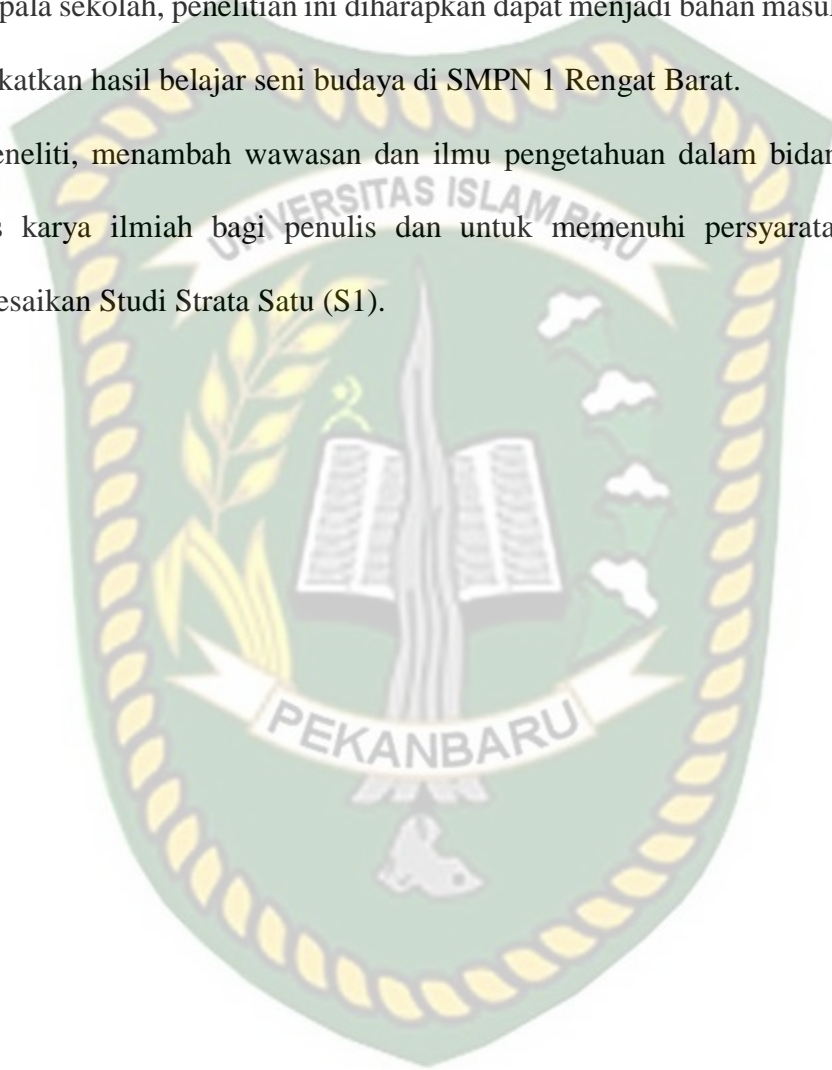 pala sekolah, penelitian ini diharapkan dapat menjadi bahan masuk
katkan hasil belajar seni budaya di SMPN 1 Rengat Barat.
eneliti, menambah wawasan dan ilmu pengetahuan dalam bidan
UNIVERSITAS ISLAM RIAU
s karya ilmiah bagi penulis dan untuk memenuhi persyarata
esaikan Studi Strata Satu (S1).
PEKANBARU